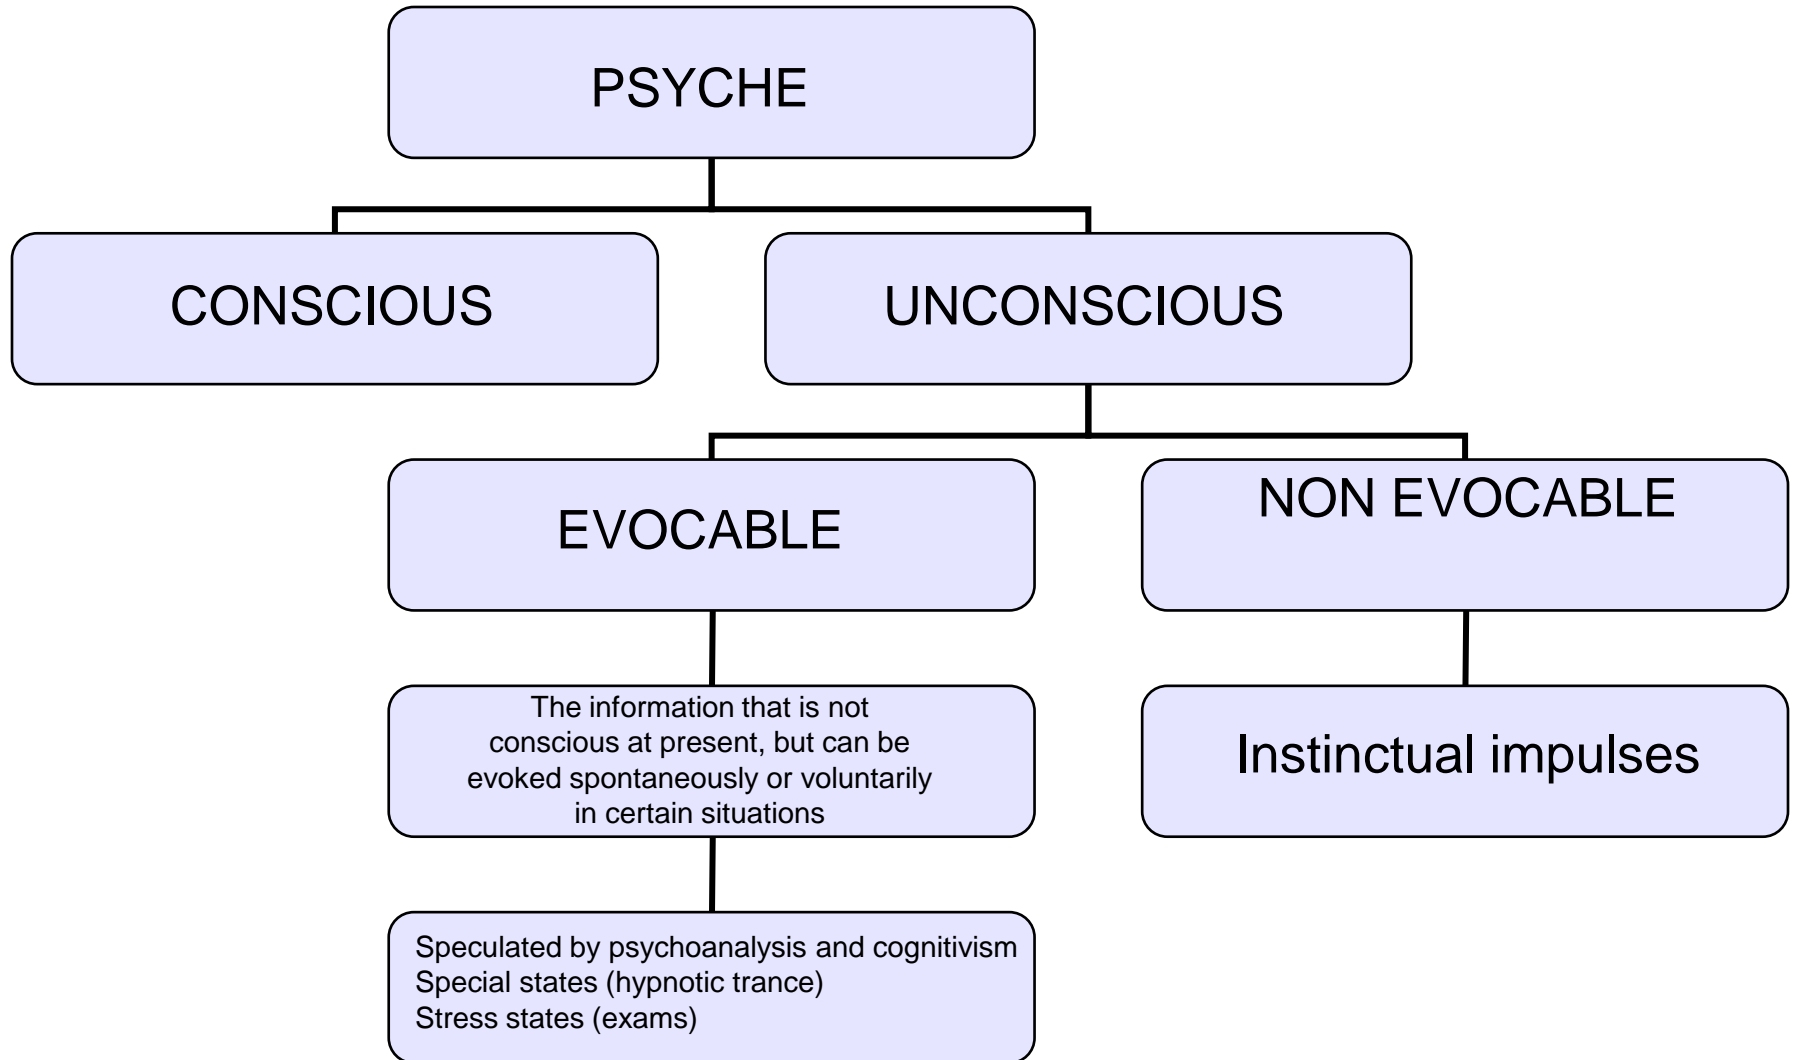 PSYCHE
CONSCIOUS
UNCONSCIOUS
EVOCABLE
NON EVOCABLE
The information that is not
conscious at present, but can be
evoked spontaneously or voluntarily
in certain situations
Instinctual impulses
Speculated by psychoanalysis and cognitivism
Special states (hypnotic trance)
Stress states (exams)